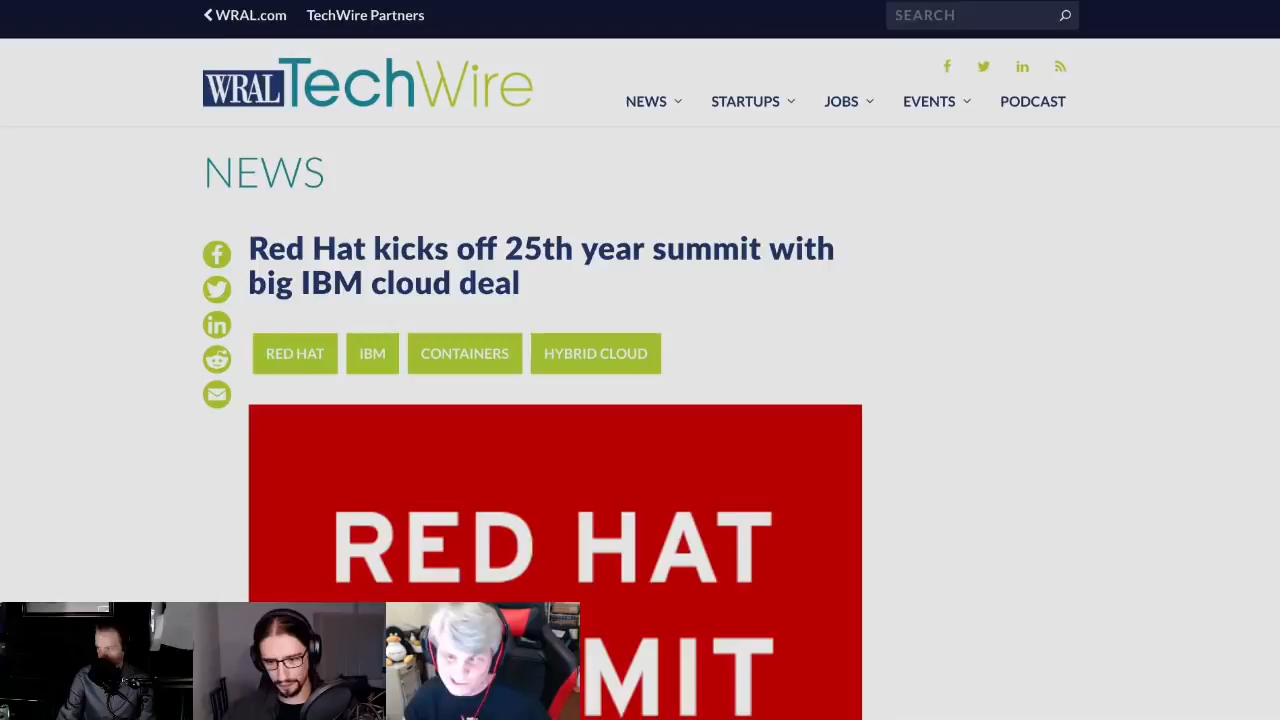 WRAL.com
TechWire Partners
SEARCH
WRAL TechWire
NEWS
STARTUPS
JOBS
EVENTS
PODCAST
NEWS
Red Hat kicks off 25th year summit with
big IBM cloud deal
RED HAT
IBM
CONTAINERS
HYBRID CLOUD
RED HAT
MIT